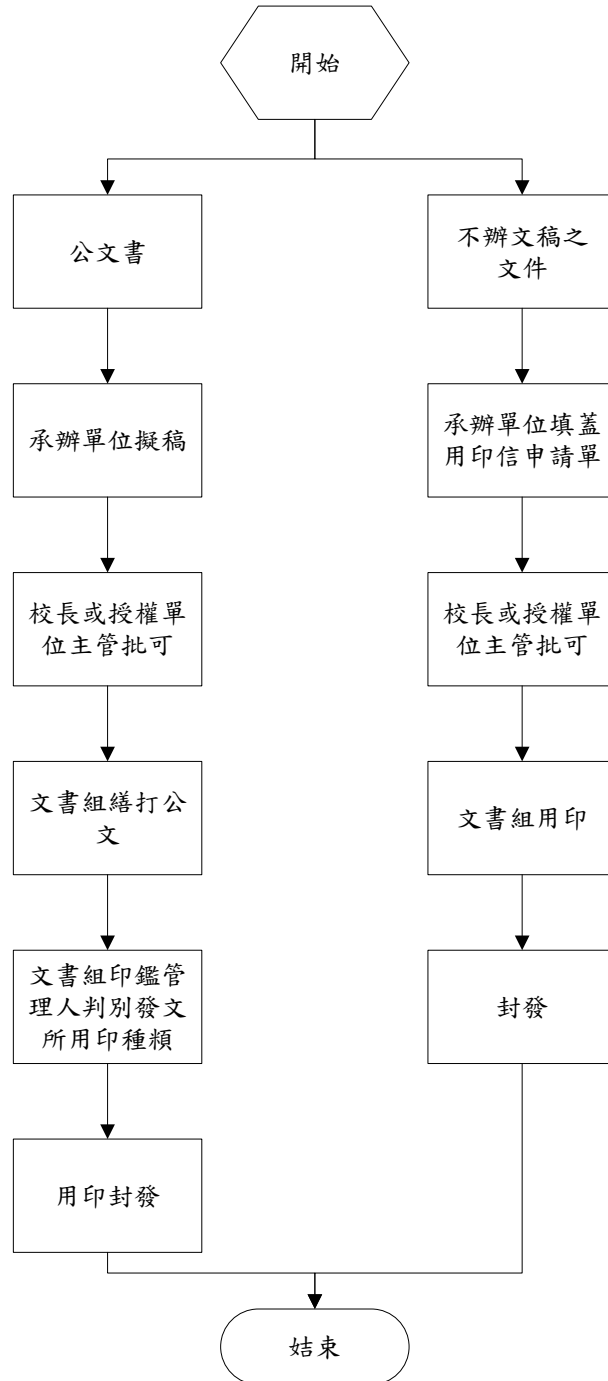 開始
公文書
承辦單位擬稿
校長或授權單
位主管批可
文書組繕打公
文
文書組印鑑管
理人判別發文
所用印種類
用印封發
不辦文稿之
文件
承辦單位填蓋
用印信申請單
校長或授權單
位主管批可
文書組用印
封發
結束